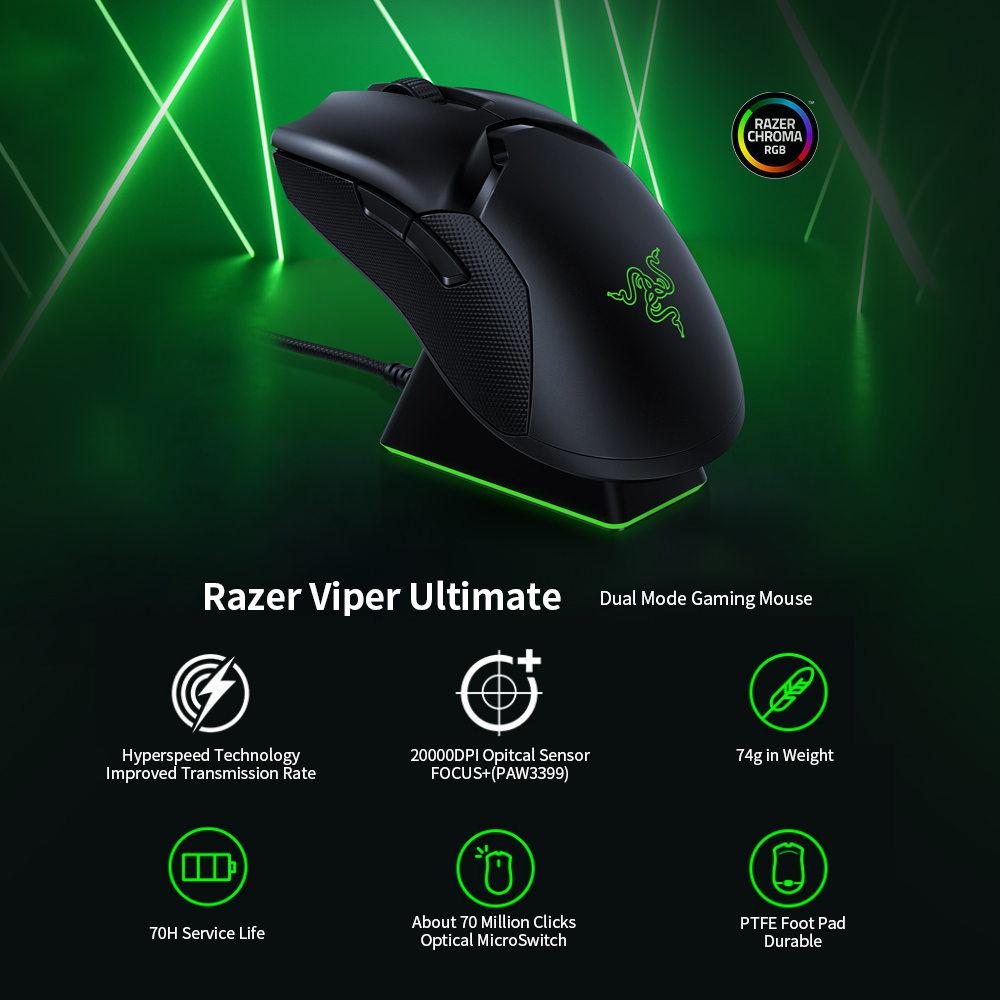 RAZER
CHROMA
RGB
™
Razer Viper Ultimate
Dual Mode Gaming Mouse
Hyperspeed Technology
Improved Transmission Rate
20000DPI Opitcal Sensor
FOCUS+(PAW3399)
74g in Weight
70H Service Life
About 70 Million Clicks
Optical MicroSwitch
PTFE Foot Pad
Durable